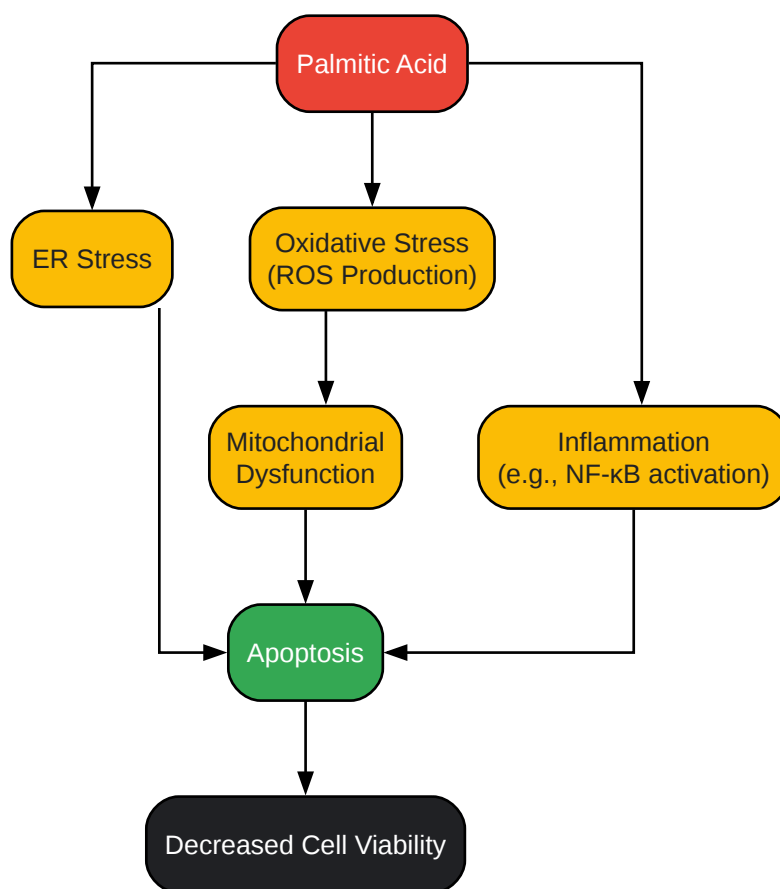 Palmitic Acid
ER Stress
Oxidative Stress
(ROS Production)
Mitochondrial
Dysfunction
Inflammation
(e.g., NF-κB activation)
Apoptosis
Decreased Cell Viability